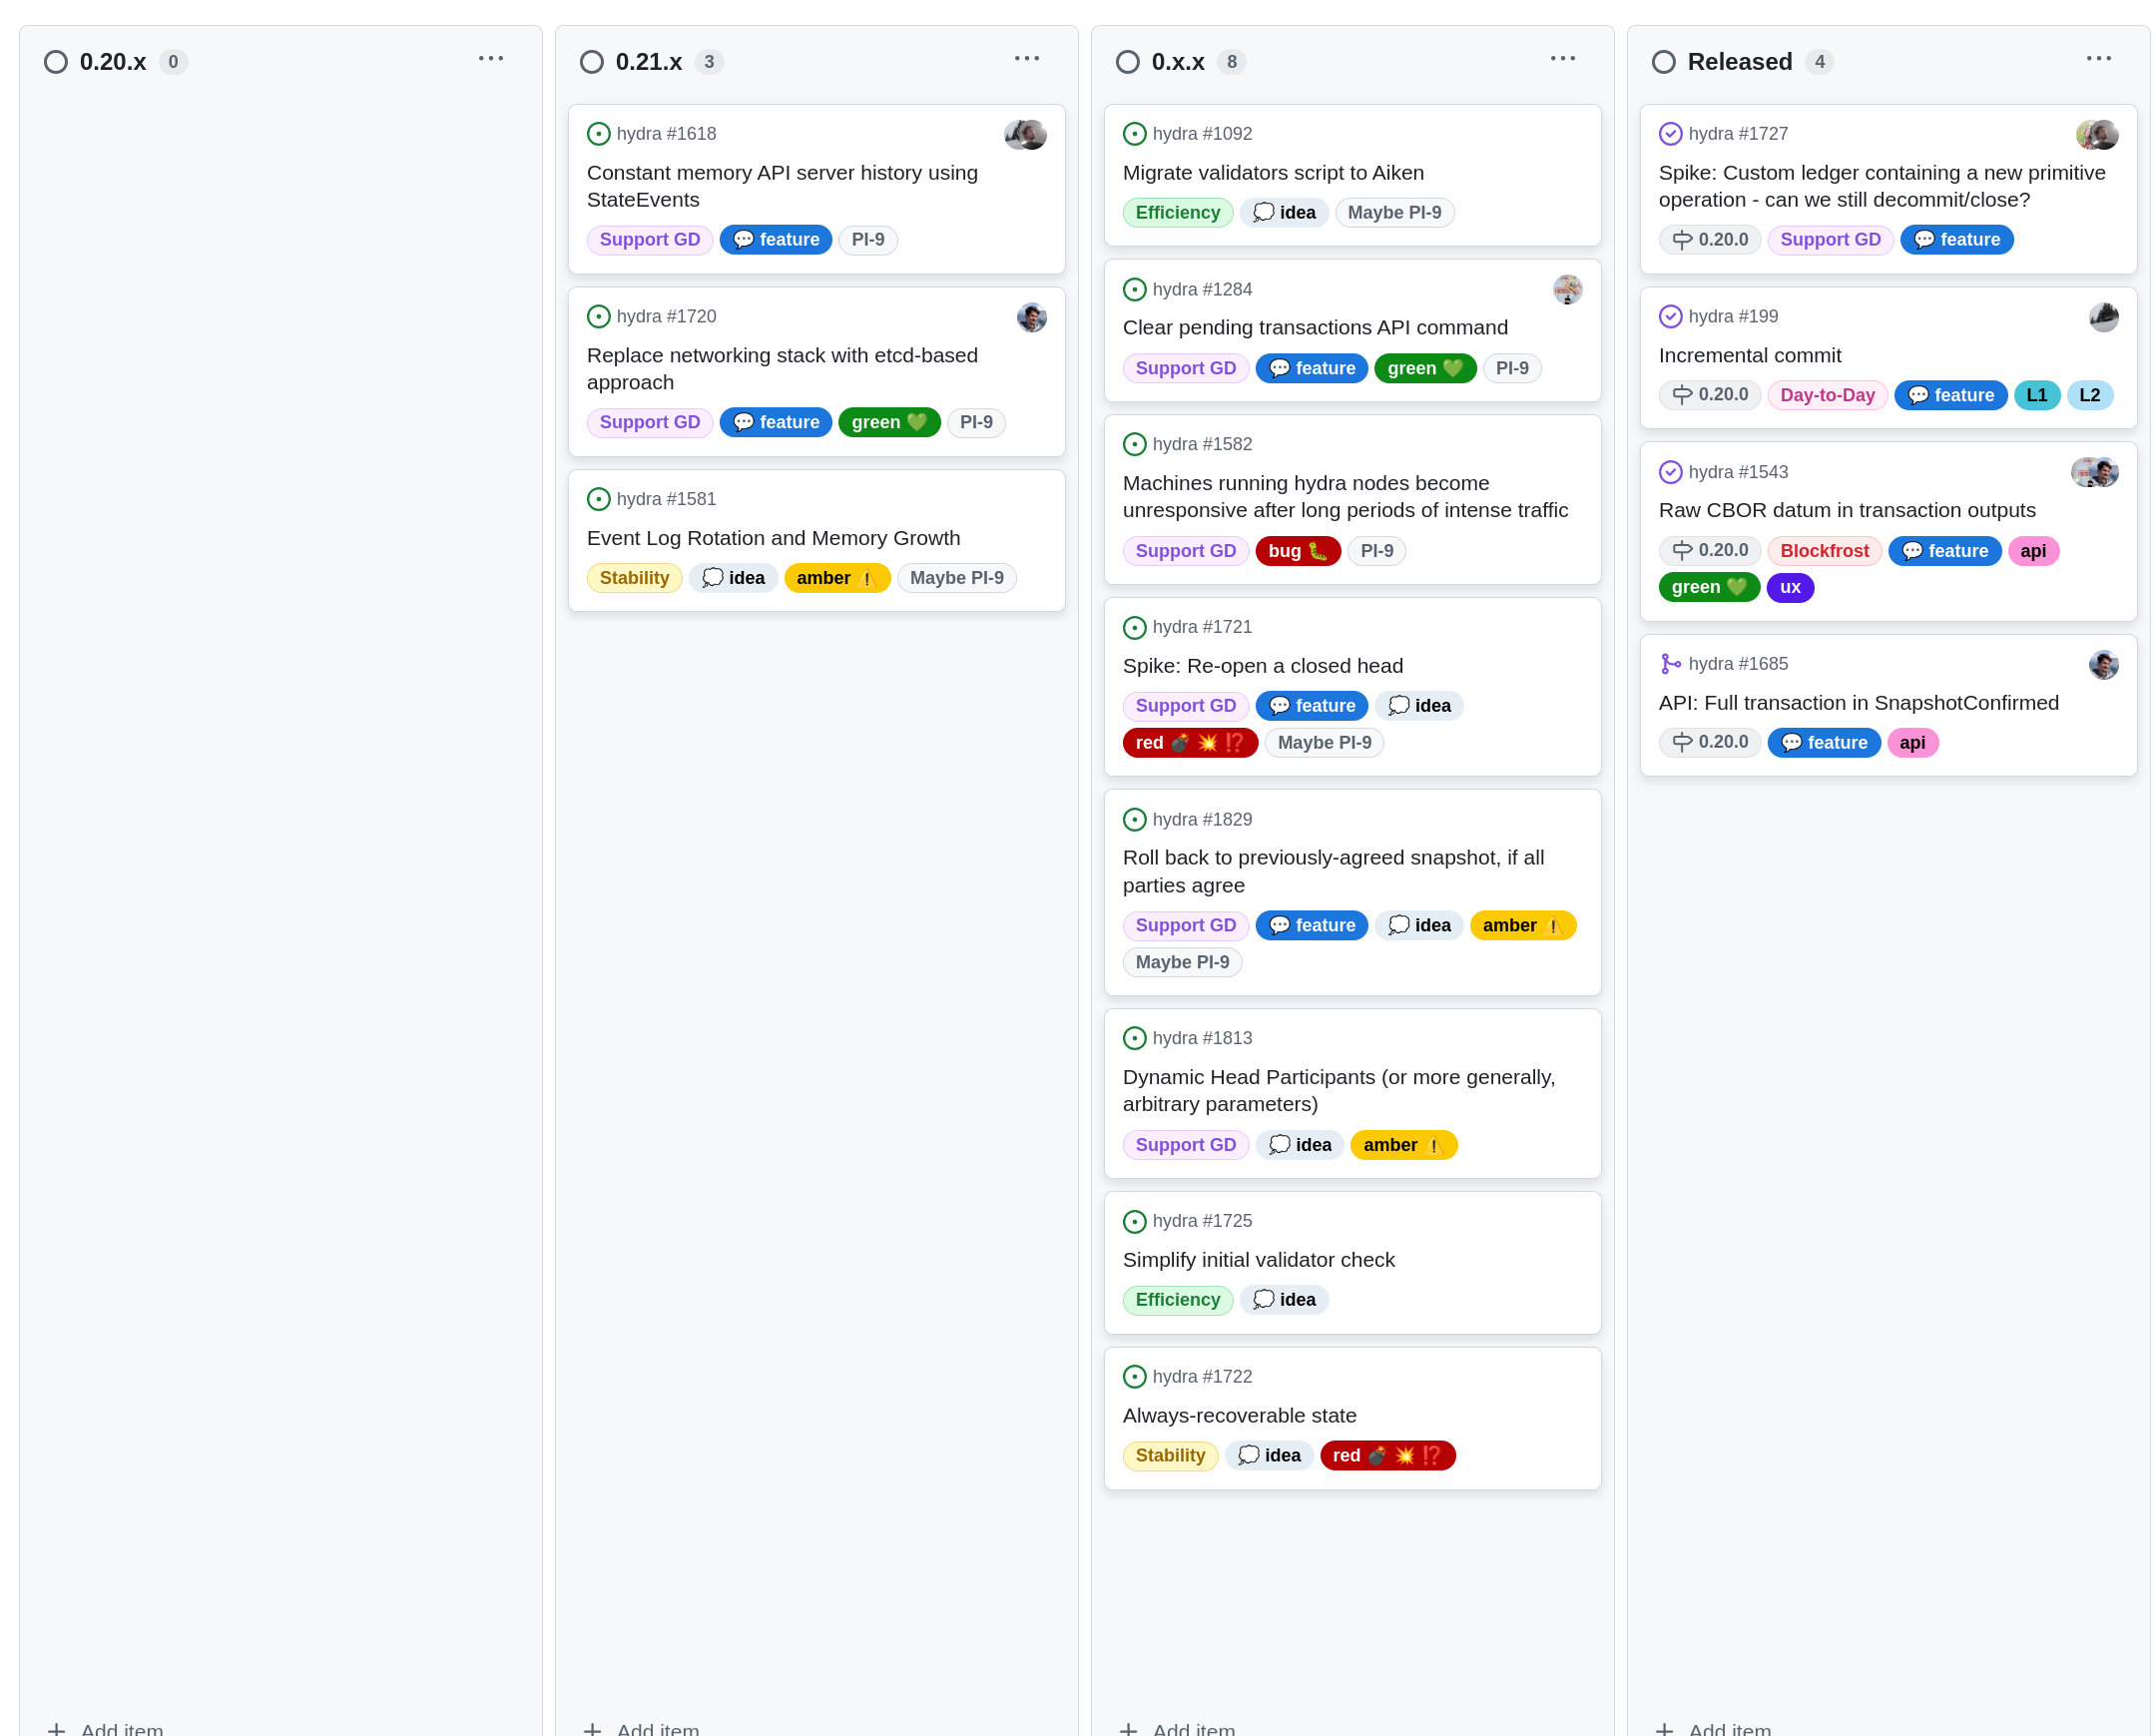 0.20.x 0
Add item
0.21.x 3
hydra #1618
Constant memory API server history using
StateEvents
Support GD 💬 feature PI-9
hydra #1720
Replace networking stack with etcd-based
approach
Support GD 💬 feature green 💚 PI-9
hydra #1581
Event Log Rotation and Memory Growth
Stability 💭 idea amber ⚠️ Maybe PI-9
Add item
0.x.x 8
hydra #1092
Migrate validators script to Aiken
Efficiency 💭 idea Maybe PI-9
hydra #1284
Clear pending transactions API command
Support GD 💬 feature green 💚 PI-9
hydra #1582
Machines running hydra nodes become
unresponsive after long periods of intense traffic
Support GD bug 🐛 PI-9
hydra #1721
Spike: Re-open a closed head
Support GD 💬 feature 💭 idea
red 💣 💥 ⁉️ Maybe PI-9
hydra #1829
Roll back to previously-agreed snapshot, if all
parties agree
Support GD 💬 feature 💭 idea amber ⚠️
Maybe PI-9
hydra #1813
Dynamic Head Participants (or more generally,
arbitrary parameters)
Support GD 💭 idea amber ⚠️
hydra #1725
Simplify initial validator check
Efficiency 💭 idea
hydra #1722
Always-recoverable state
Stability 💭 idea red 💣 💥 ⁉️
Add item
Released 4
hydra #1727
Spike: Custom ledger containing a new primitive
operation - can we still decommit/close?
0.20.0 Support GD 💬 feature
hydra #199
Incremental commit
0.20.0 Day-to-Day 💬 feature L1 L2
hydra #1543
Raw CBOR datum in transaction outputs
0.20.0 Blockfrost 💬 feature api
green 💚 ux
hydra #1685
API: Full transaction in SnapshotConfirmed
0.20.0 💬 feature api
Add item